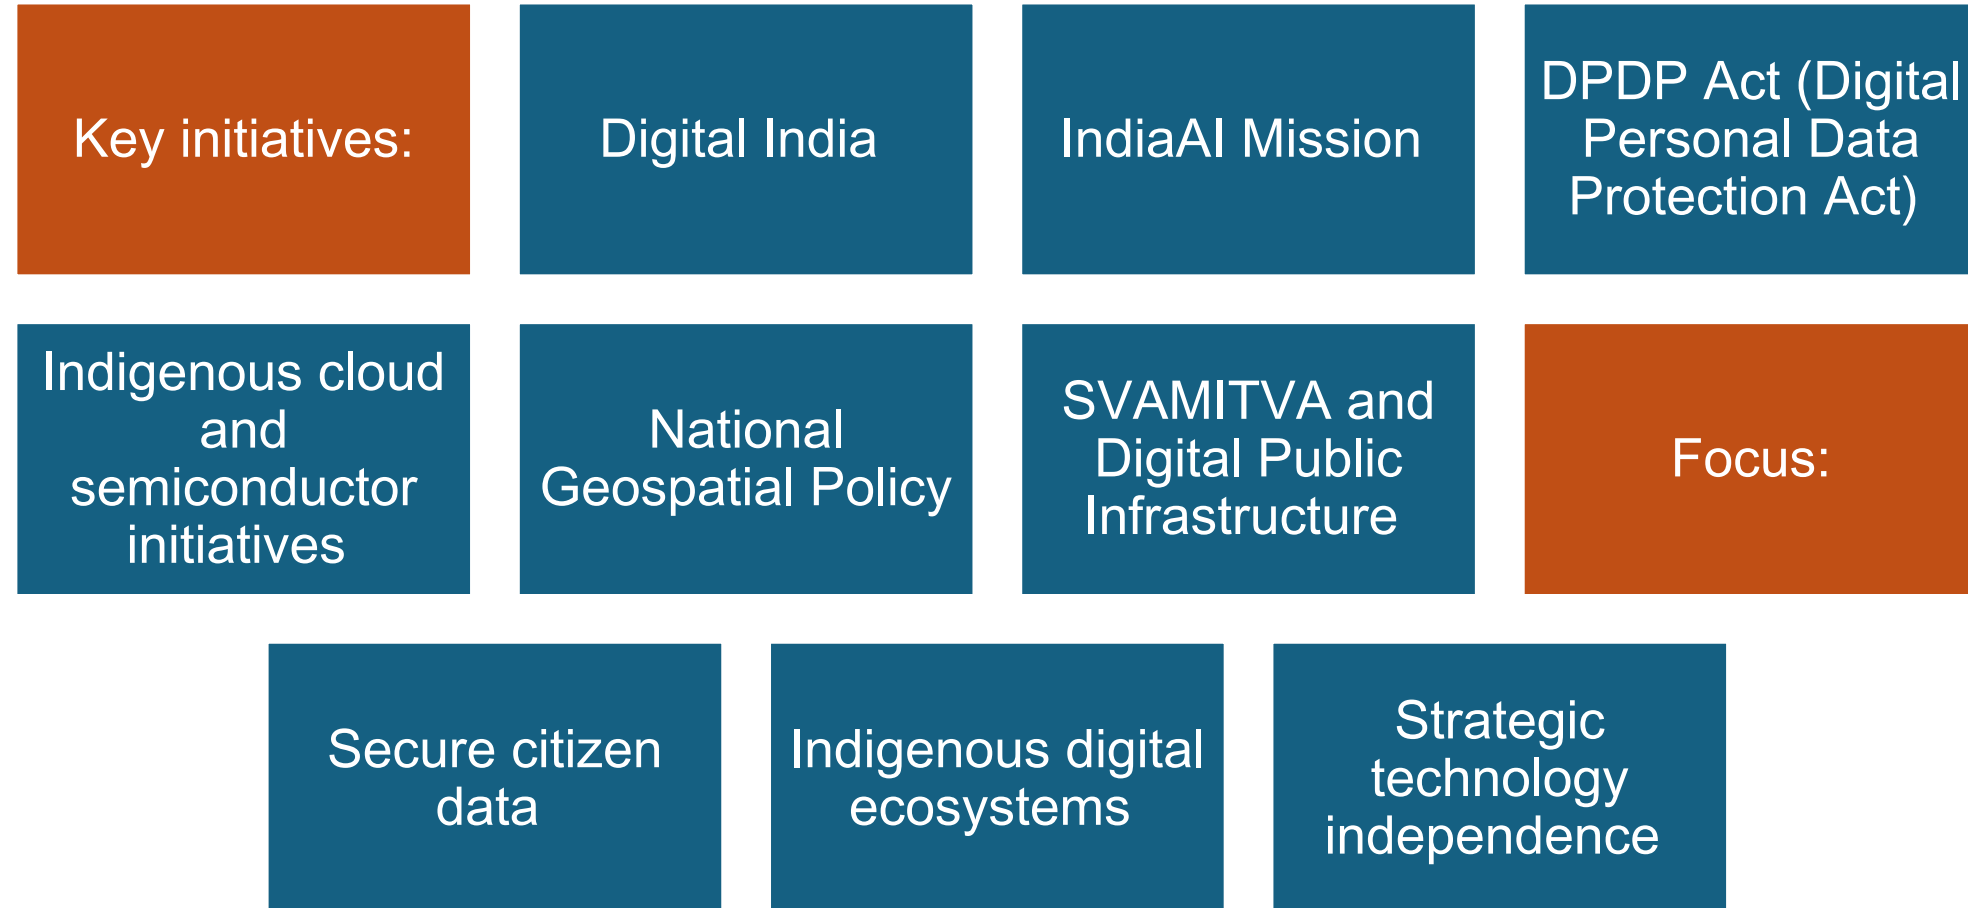 Key initiatives:
Digital India
IndiaAI Mission
DPDP Act (Digital
Personal Data
Protection Act)
Indigenous cloud
and
semiconductor
initiatives
National
Geospatial Policy
SVAMITVA and
Digital Public
Infrastructure
Focus:
Secure citizen
data
Indigenous digital
ecosystems
Strategic
technology
independence